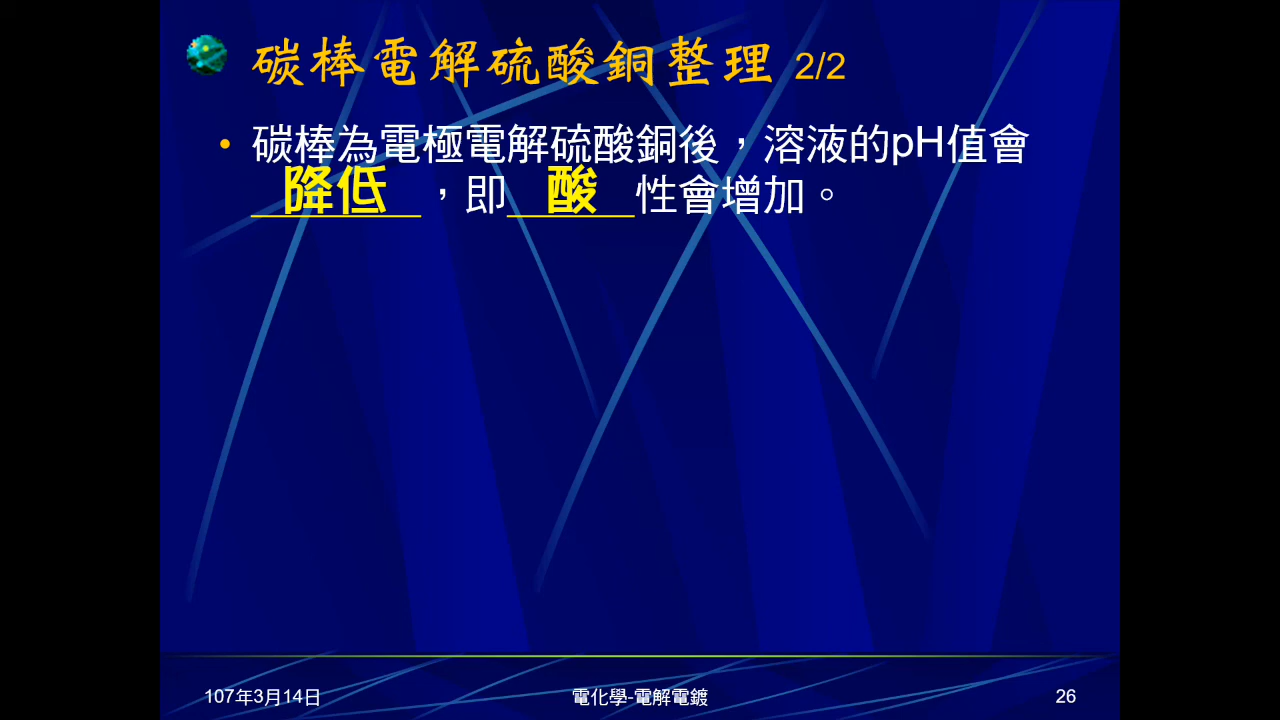 碳棒電解硫酸銅整理 2/2
• 碳棒為電極電解硫酸銅後，溶液的pH值會
降低，即酸性會增加。
107年3月14日
電化學-電解電鍍
26